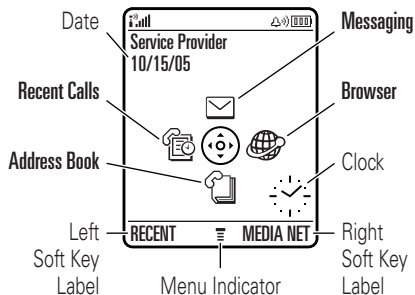 Date
Messaging
Service Provider
10/15/05
Recent Calls
Browser
Address Book
Clock
RECENT
MEDIA NET
Left
Soft Key
Label
Menu Indicator
Right
Soft Key
Label